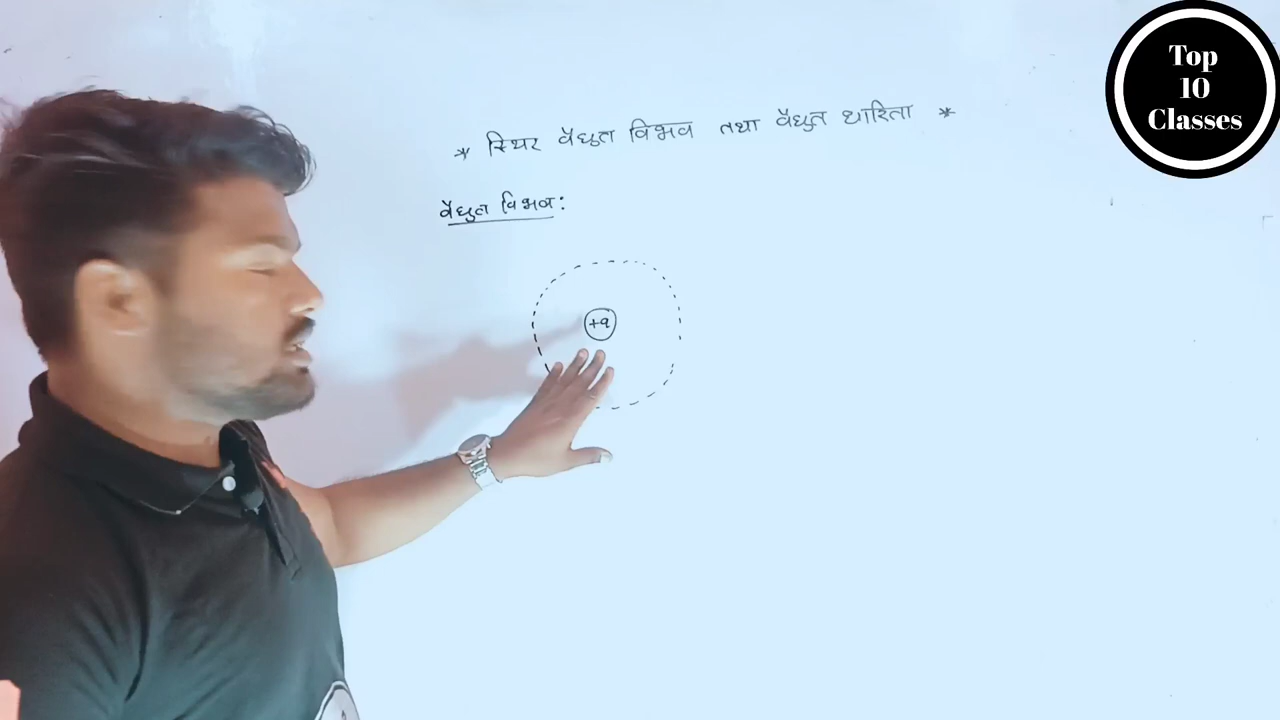 * स्थिर वैद्युत विभव तथा वैद्युत धारिता *
वैद्युत विभव:
+q
Top
10
Classes